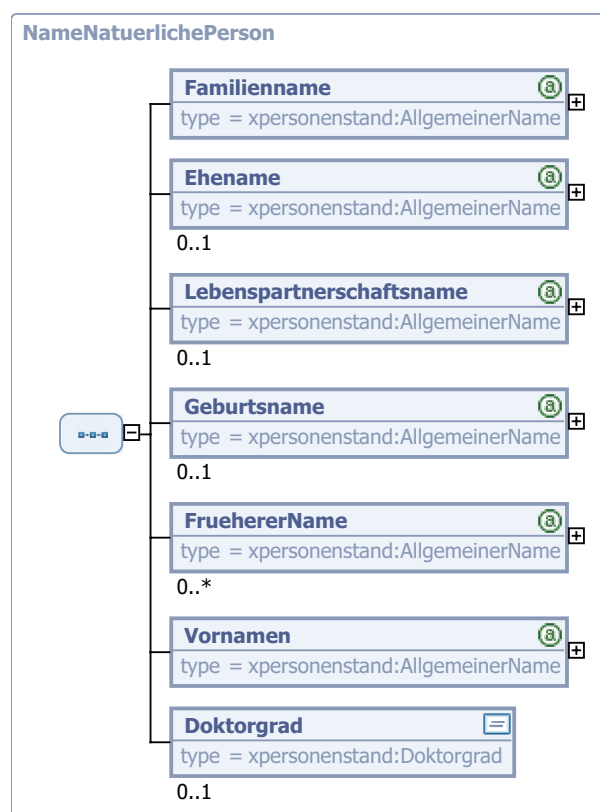 NameNatuerlichePerson
Familienname
type = xpersonenstand:AllgemeinerName
Ehename
type = xpersonenstand:AllgemeinerName
0..1
Lebenspartnerschaftsname
type = xpersonenstand:AllgemeinerName
0..1
Geburtsname
type = xpersonenstand:AllgemeinerName
0..1
FruehererName
type = xpersonenstand:AllgemeinerName
0..*
Vornamen
type = xpersonenstand:AllgemeinerName
Doktorgrad
type = xpersonenstand:Doktorgrad
0..1